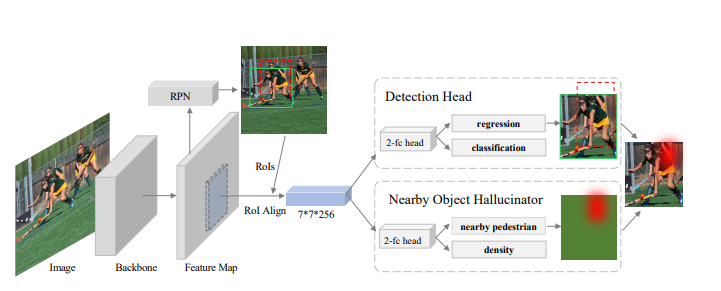 RPN
RoIs
RoI Align
7*7*256
Image
Backbone
Feature Map
Detection Head
2-fc head
regression
classification
Nearby Object Hallucinator
2-fc head
nearby pedestrian
density